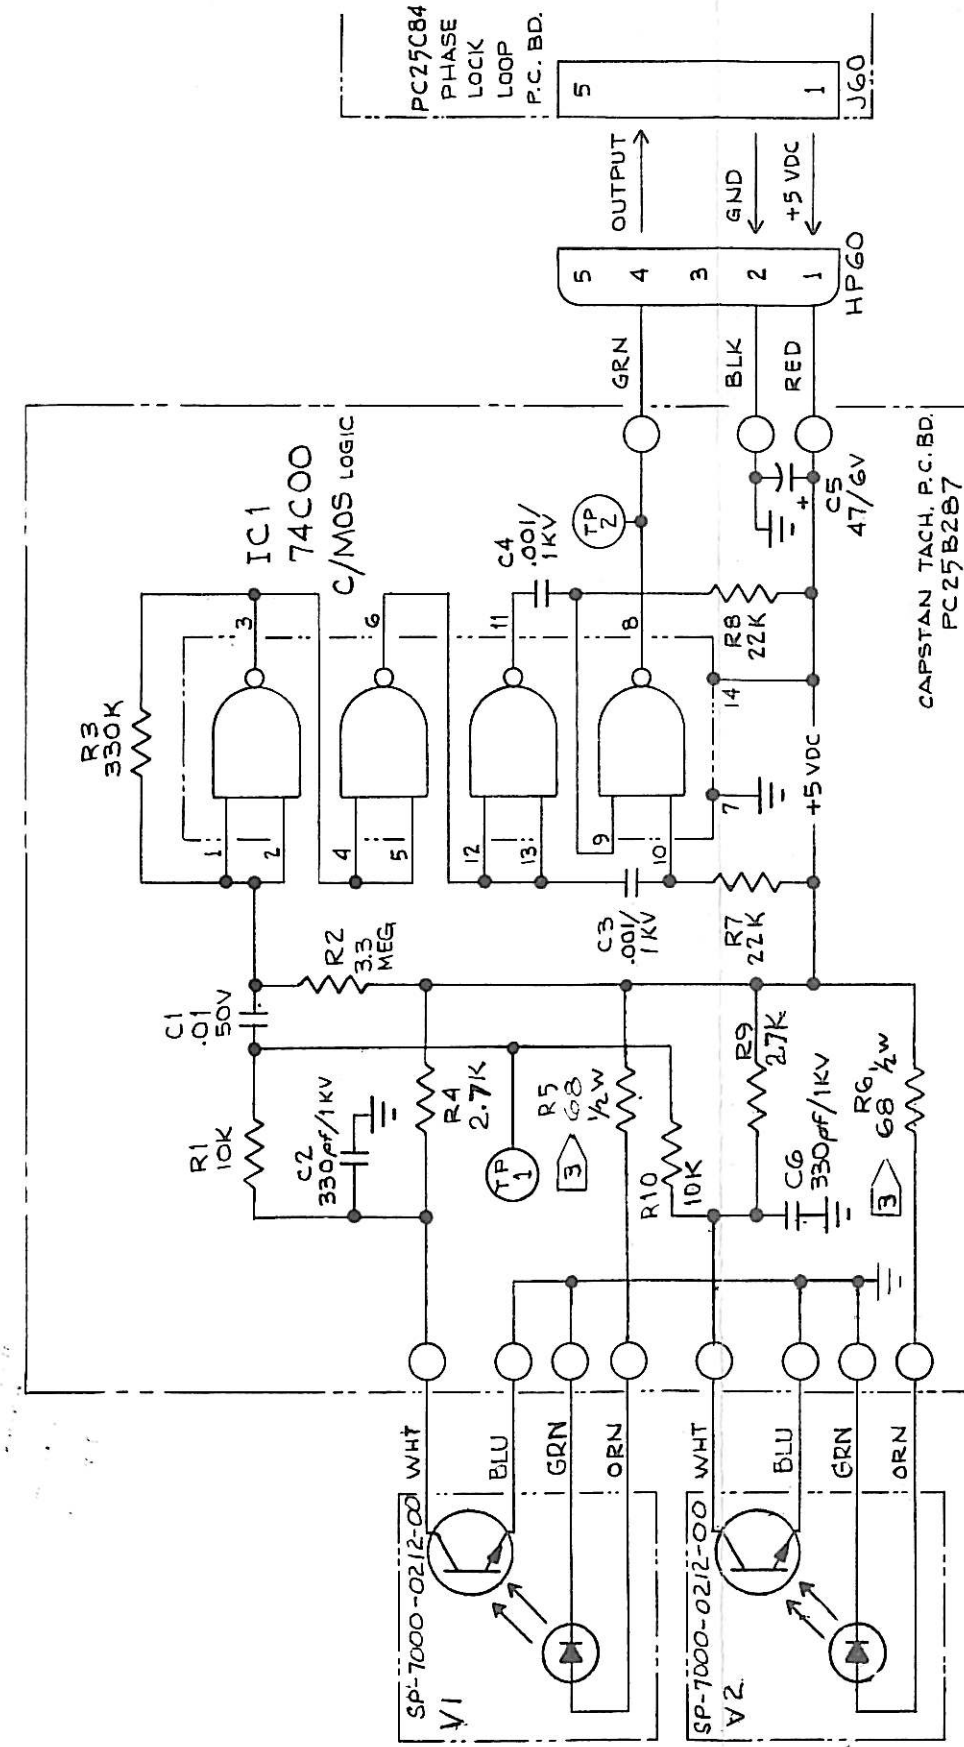 PC25C84
PHASE
LOCK
LOOP
P.C. BD.
5
1
J60
OUTPUT
GND
+5 VDC
5
4
3
2
1
HP60
GRN
BLK
RED
IC1
74C00
C/MOS LOGIC
R3
330K
1
2
3
4
5
6
12
13
11
9
10
8
7
14
C4
.001/
1KV
TP
2
R8
22K
+
C5
47/6V
+5VDC
CAPSTAN TACH. P.C. BD.
PC25B287
C1
.01
50V
R2
3.3
MEG
C3
.001/
1KV
R7
22K
R1
10K
C2
330pf/1KV
R4
2.7K
TP
1
R5
68
½W
3
R10
10K
R9
2.7K
C6
330pf/1KV
R6
68 ½W
3
WHT
BLU
GRN
ORN
WHT
BLU
GRN
ORN
SP-7000-0212-00
V1
SP-7000-0212-00
V2